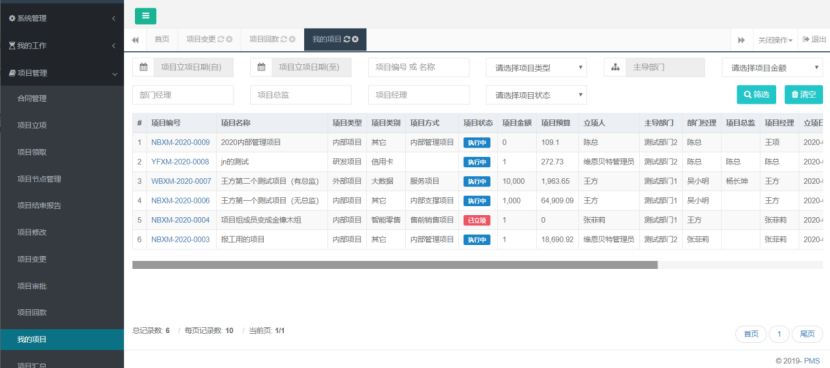 系统管理
我的工作
项目管理
合同管理
项目立项
项目领取
项目节点管理
项目结审报告
项目修改
项目变更
项目审批
项目回款
我的项目
项目汇总
首页 项目变更 项目回款 我的项目 关闭操作 退出
项目立项日期(自) 项目立项日期(至) 项目编号 或 名称 请选择项目类型 主导部门 请选择项目金额
部门经理 项目总监 项目经理 请选择项目状态 筛选 清空
# 项目编号 项目名称 项目类型 项目类别 项目方式 项目状态 项目金额 项目预算 立项人 主导部门 部门经理 项目总监 项目经理 立项日
1 NBXM-2020-0009 2020内部管理项目 内部项目 其它 内部管理项目 执行中 0 109.1 陈总 测试部门2 陈总 王项 2020-
2 YFXM-2020-0008 jn的测试 研发项目 信用卡 执行中 1 272.73 维恩贝特管理员 测试部门2 陈总 陈总 陈总 2020-
3 WBXM-2020-0007 王方第二个测试项目（有总监） 外部项目 大数据 服务项目 执行中 10,000 1,963.65 王方 测试部门1 吴小明 杨长坤 王方 2020-
4 NBXM-2020-0006 王方第一个测试项目（无总监） 内部项目 其它 内部支撑项目 执行中 1,000 64,909.09 王方 测试部门1 吴小明 王方 2020-
5 NBXM-2020-0004 项目组成员变成金像木组 内部项目 智能零售 售前销售项目 已立项 1 0 张菲莉 测试部门1 王方 张菲莉 2020-
6 NBXM-2020-0003 报工用的项目 内部项目 其它 内部管理项目 执行中 1 18,690.92 维恩贝特管理员 测试部门2 张菲莉 张菲莉 2020-
总记录数: 6 / 每页记录数: 10 / 当前页: 1/1
首页 1 尾页
© 2019- PMS